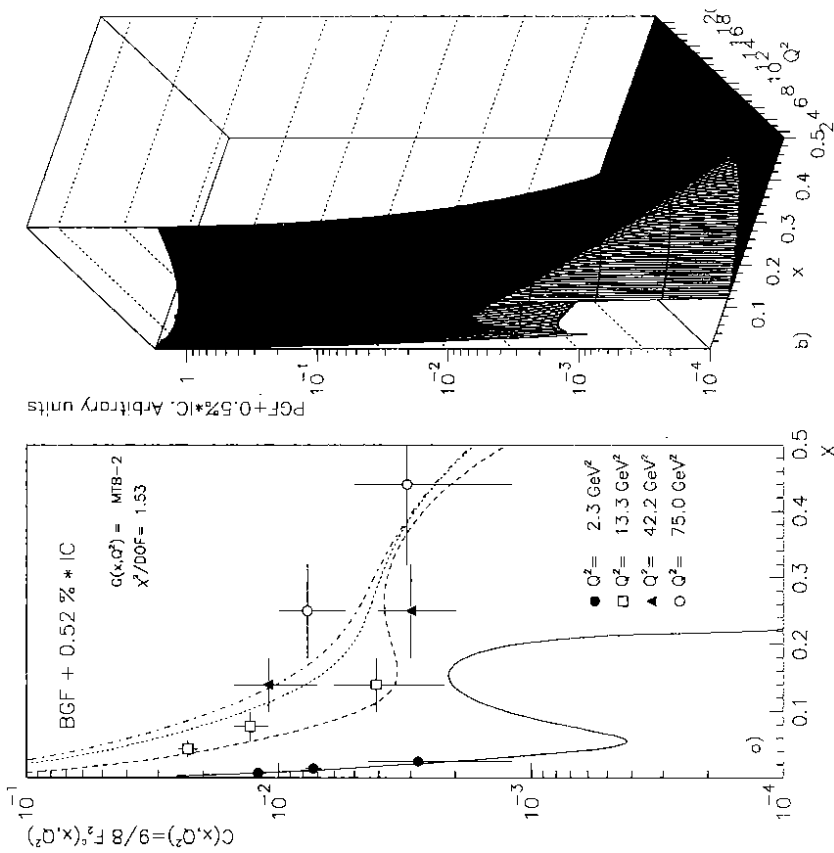 C(x,Q²)=9/8 F₂ᶜ(x,Q²)
BGF + 0.52 % * IC
G(x,Q²) = MTB-2
χ²/DOF= 1.53
10⁻¹
10⁻²
10⁻³
10⁻⁴
● Q²= 2.3 GeV²
□ Q²= 13.3 GeV²
▲ Q²= 42.2 GeV²
○ Q²= 75.0 GeV²
a)
0.1 0.2 0.3 0.4 0.5
X
PGF+0.5%*IC. Arbitrary units
1
10⁻¹
10⁻²
10⁻³
10⁻⁴
b)
0.1 0.2 0.3 0.4 0.5
x
2 4 6 8 10 12 14 16 18
Q²